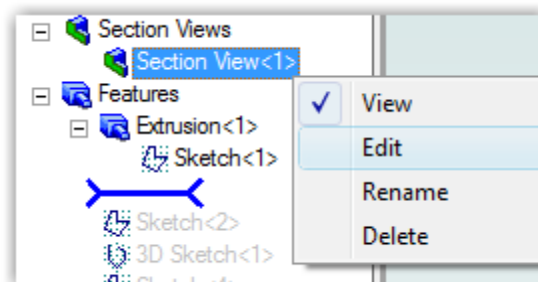 Section Views
Section View<1>
Features
Extrusion<1>
Sketch<1>
Sketch<2>
3D Sketch<1>
View
Edit
Rename
Delete